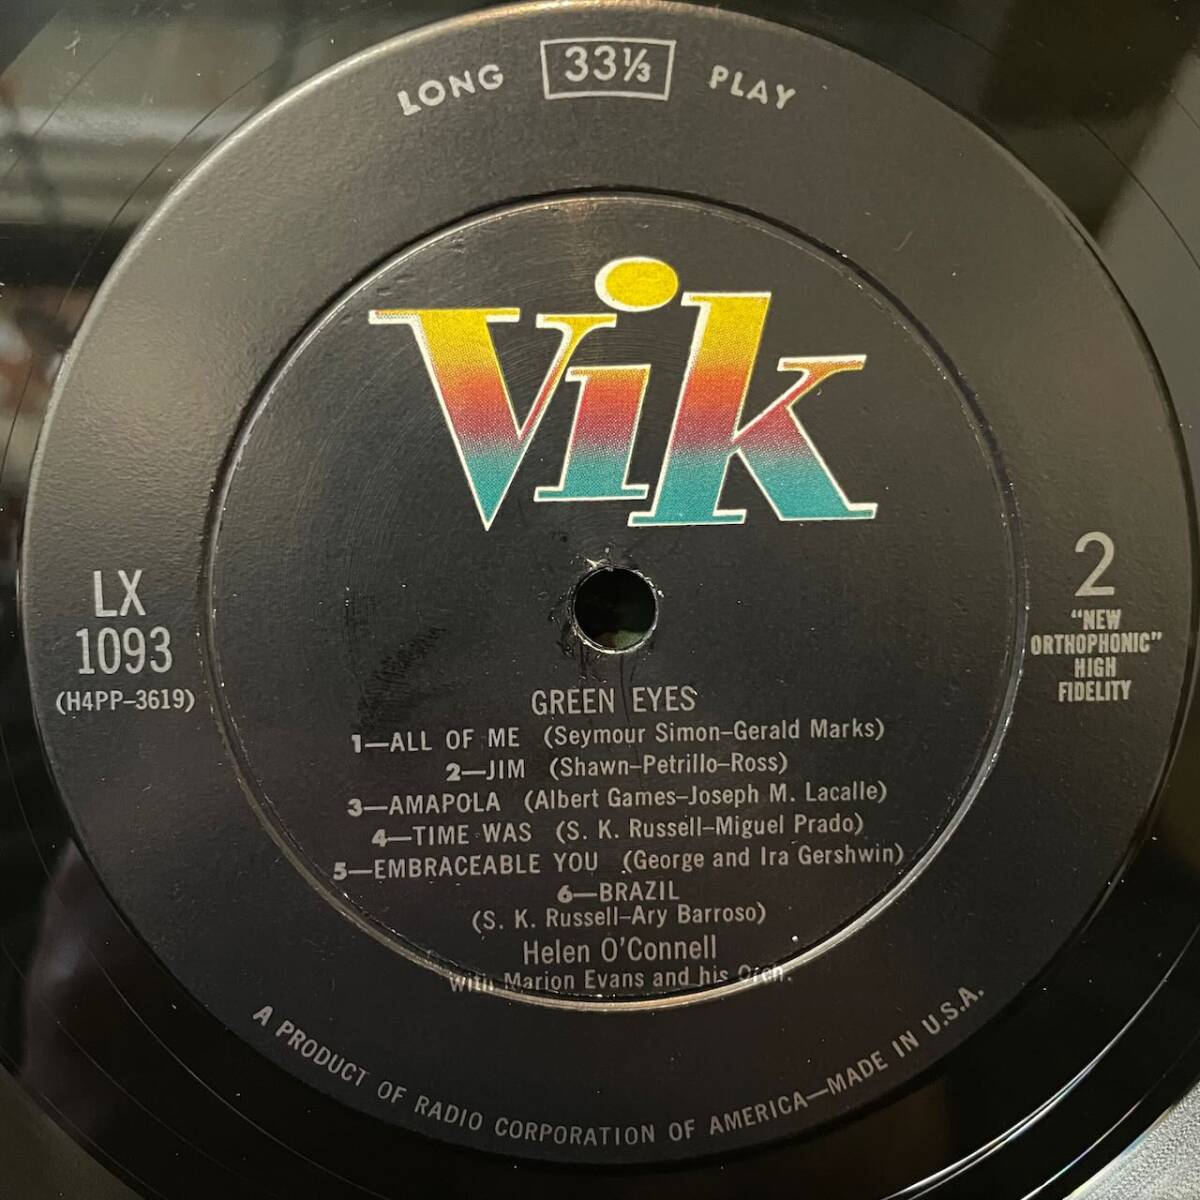 LONG 33⅓ PLAY
Vik
LX
1093
(H4PP-3619)
2
"NEW
ORTHOPHONIC"
HIGH
FIDELITY
GREEN EYES
1—ALL OF ME (Seymour Simon-Gerald Marks)
2—JIM (Shawn-Petrillo-Ross)
3—AMAPOLA (Albert Games-Joseph M. Lacalle)
4—TIME WAS (S. K. Russell-Miguel Prado)
5—EMBRACEABLE YOU (George and Ira Gershwin)
6—BRAZIL
(S. K. Russell-Ary Barroso)
Helen O'Connell
with Marion Evans and his Orch.
A PRODUCT OF RADIO CORPORATION OF AMERICA—MADE IN U.S.A.